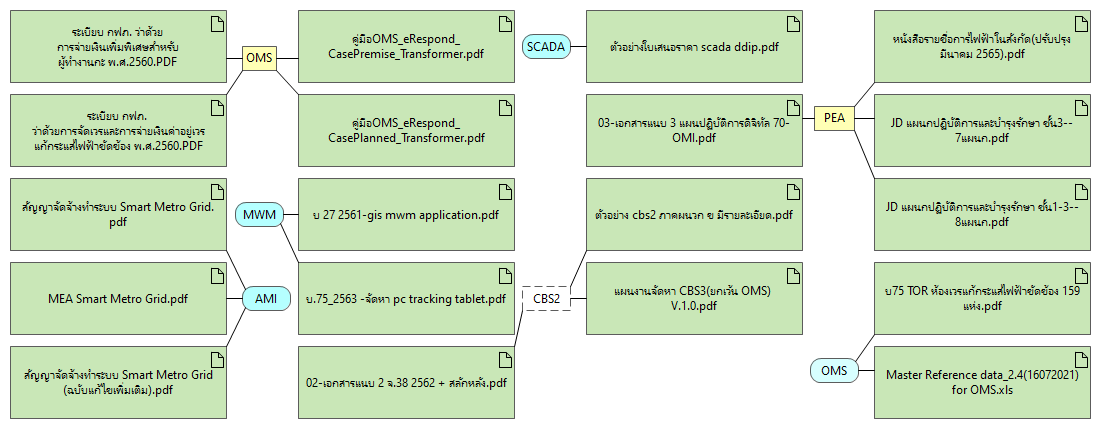 ระเบียบ กฟภ. ว่าด้วย
การจ่ายเงินเพิ่มพิเศษสำหรับ
ผู้ทำงานกะ พ.ศ.2560.PDF
OMS
คู่มือOMS_eRespond_
CasePremise_Transformer.pdf
SCADA
ตัวอย่างใบเสนอราคา scada ddip.pdf
หนังสือรายชื่อการไฟฟ้าในสังกัด(ปรับปรุง
มีนาคม 2565).pdf
ระเบียบ กฟภ.
ว่าด้วยการจัดเวรและการจ่ายเงินค่าอยู่เวร
แก้กระแสไฟฟ้าขัดข้อง พ.ศ.2560.PDF
คู่มือOMS_eRespond_
CasePlanned_Transformer.pdf
03-เอกสารแนบ 3 แผนปฏิบัติการดิจิทัล 70-
OMI.pdf
PEA
JD แผนกปฏิบัติการและบำรุงรักษา ชั้น3--
7แผนก.pdf
สัญญาจัดจ้างทำระบบ Smart Metro Grid.
pdf
MWM
บ 27 2561-gis mwm application.pdf
ตัวอย่าง cbs2 ภาคผนวก ข มีรายละเอียด.pdf
JD แผนกปฏิบัติการและบำรุงรักษา ชั้น1-3--
8แผนก.pdf
MEA Smart Metro Grid.pdf
AMI
บ.75_2563 -จัดหา pc tracking tablet.pdf
CBS2
แผนงานจัดหา CBS3(ยกเว้น OMS)
V.1.0.pdf
บ75 TOR ห้องเวรแก้กระแสไฟฟ้าขัดข้อง 159
แห่ง.pdf
สัญญาจัดจ้างทำระบบ Smart Metro Grid
(ฉบับแก้ไขเพิ่มเติม).pdf
02-เอกสารแนบ 2 จ.38 2562 + สลักหลัง.pdf
OMS
Master Reference data_2.4(16072021)
for OMS.xls